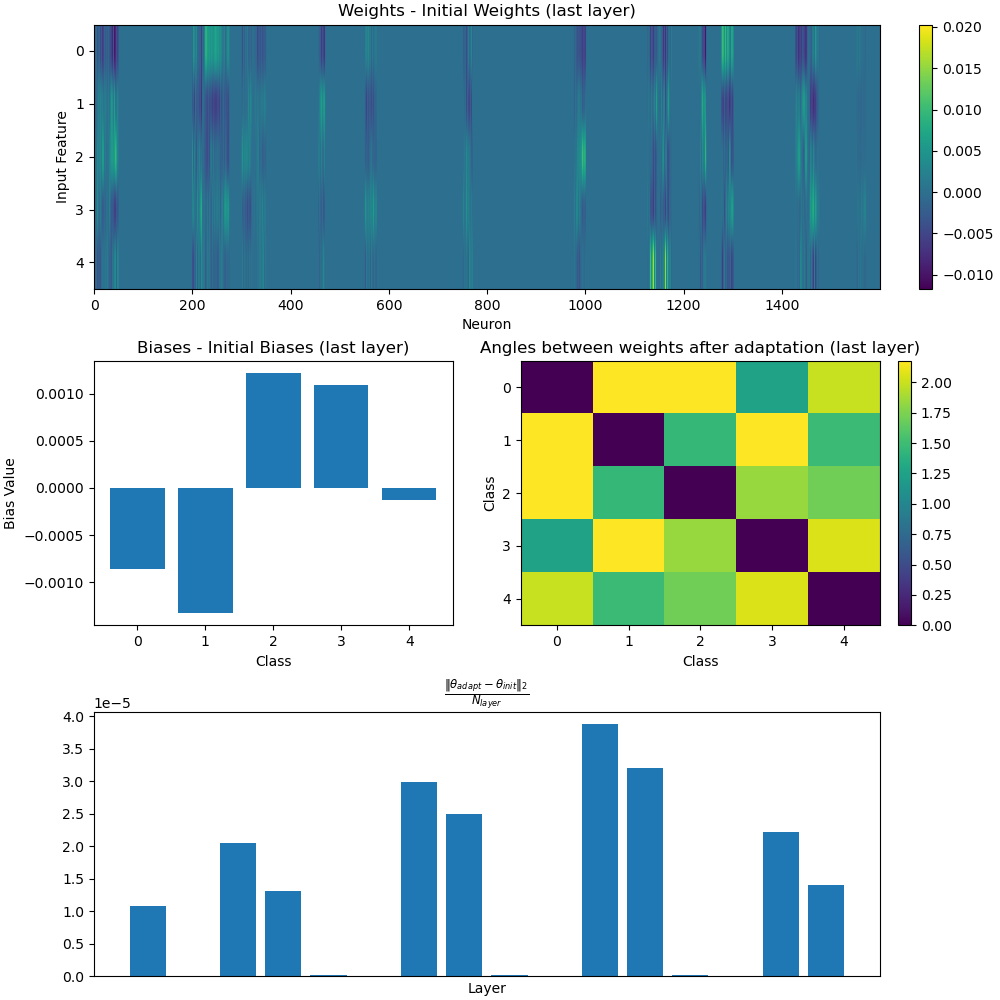 Weights - Initial Weights (last layer)
Input Feature
0
1
2
3
4
0 200 400 600 800 1000 1200 1400
Neuron
0.020
0.015
0.010
0.005
0.000
−0.005
−0.010
Biases - Initial Biases (last layer)
Bias Value
0.0010
0.0005
0.0000
−0.0005
−0.0010
0 1 2 3 4
Class
Angles between weights after adaptation (last layer)
Class
0
1
2
3
4
0 1 2 3 4
Class
2.00
1.75
1.50
1.25
1.00
0.75
0.50
0.25
0.00
‖θ_adapt − θ_init‖₂
N_layer
1e−5
4.0
3.5
3.0
2.5
2.0
1.5
1.0
0.5
0.0
Layer